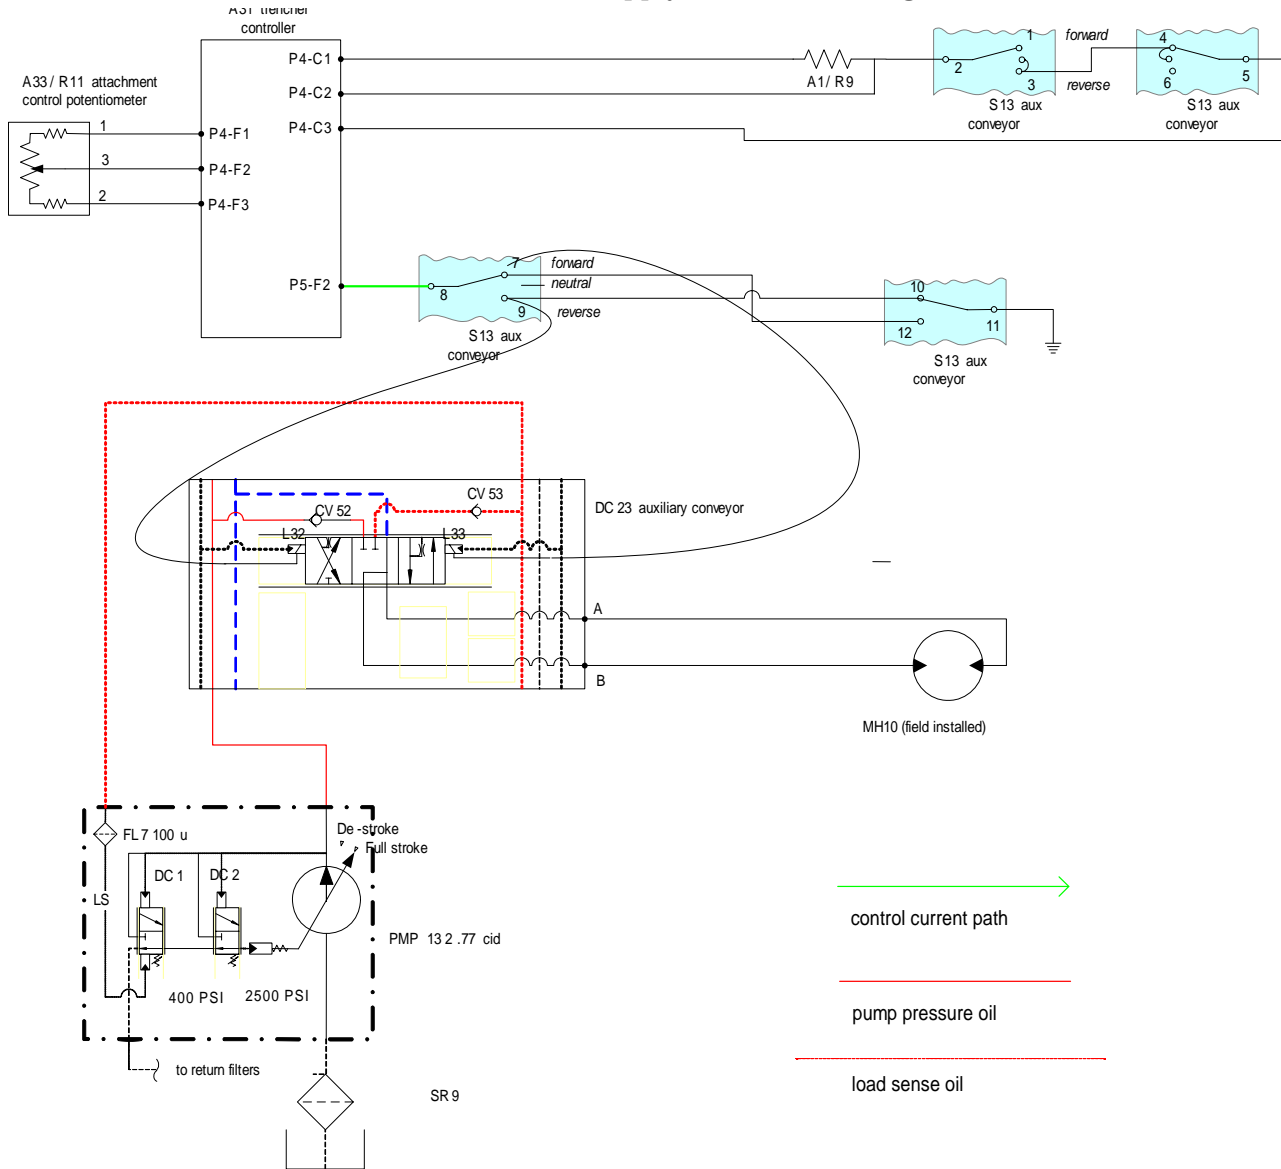 A31 trencher
controller
P4-C1
P4-C2
P4-C3
P4-F1
P4-F2
P4-F3
P5-F2
A33 / R11 attachment
control potentiometer
1
3
2
A1/ R9
1
2
3
forward
reverse
S13 aux
conveyor
4
5
6
S13 aux
conveyor
7
8
9
forward
neutral
reverse
S13 aux
conveyor
10
11
12
S13 aux
conveyor
CV 52
CV 53
DC 23 auxiliary conveyor
L32
L33
A
B
MH10 (field installed)
FL 7 100 u
De -stroke
Full stroke
DC 1
DC 2
LS
PMP 13 2 .77 cid
400 PSI
2500 PSI
to return filters
SR 9
control current path
pump pressure oil
load sense oil